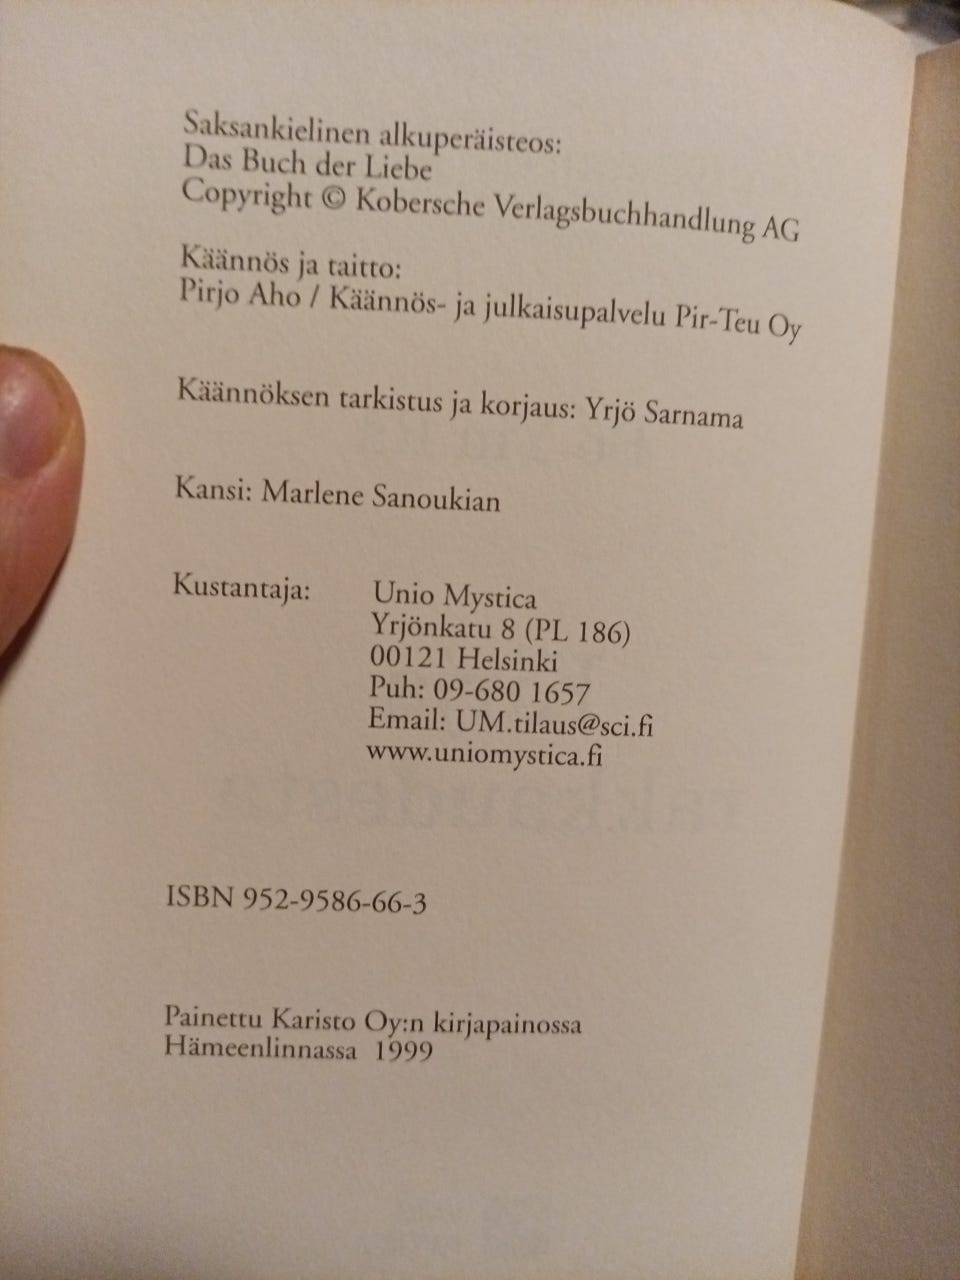 Saksankielinen alkuperäisteos:
Das Buch der Liebe
Copyright © Kobersche Verlagsbuchhandlung AG
Käännös ja taitto:
Pirjo Aho / Käännös- ja julkaisupalvelu Pir-Teu Oy
Käännöksen tarkistus ja korjaus: Yrjö Sarnama
Kansi: Marlene Sanoukian
Kustantaja: Unio Mystica
Yrjönkatu 8 (PL 186)
00121 Helsinki
Puh: 09-680 1657
Email: UM.tilaus@sci.fi
www.uniomystica.fi
ISBN 952-9586-66-3
Painettu Karisto Oy:n kirjapainossa
Hämeenlinnassa 1999